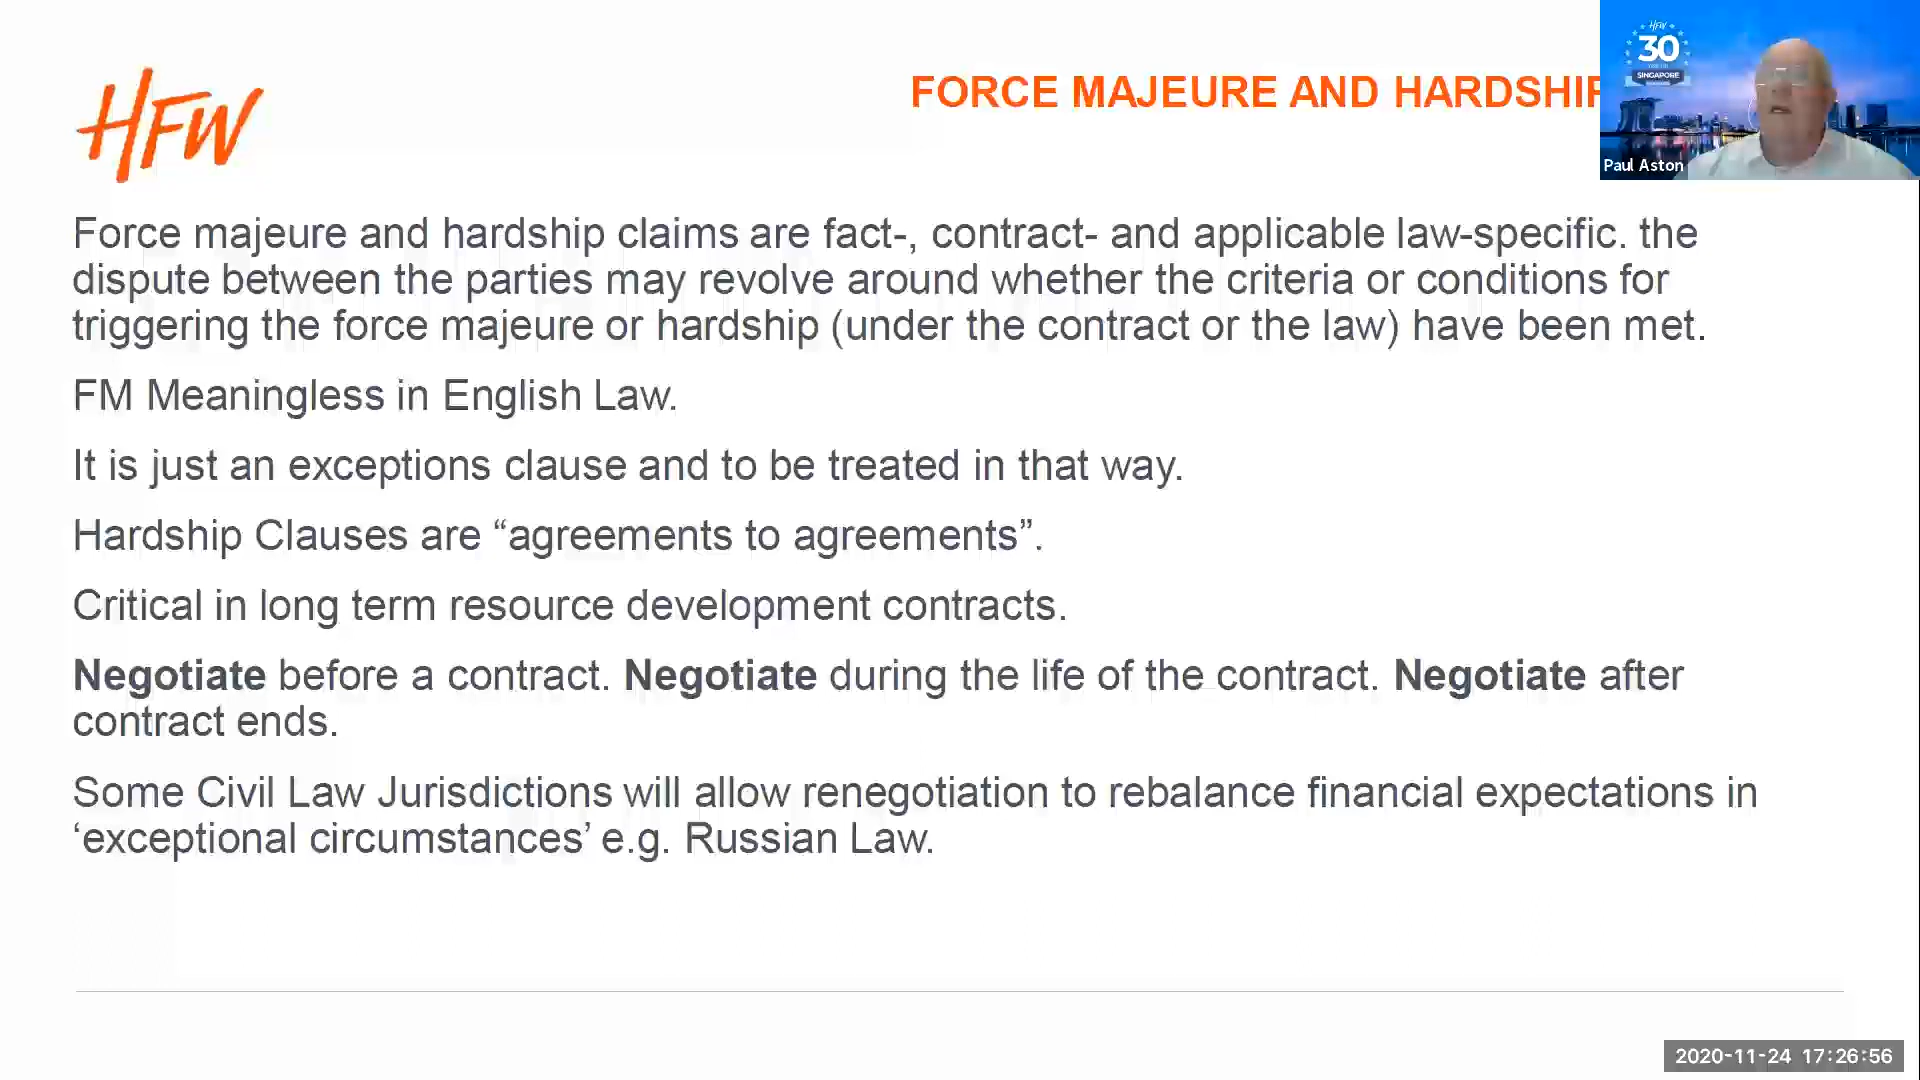 HFW
FORCE MAJEURE AND HARDSHIP
HFW
30
SINGAPORE
Paul Aston
Force majeure and hardship claims are fact-, contract- and applicable law-specific. the
dispute between the parties may revolve around whether the criteria or conditions for
triggering the force majeure or hardship (under the contract or the law) have been met.
FM Meaningless in English Law.
It is just an exceptions clause and to be treated in that way.
Hardship Clauses are “agreements to agreements”.
Critical in long term resource development contracts.
Negotiate before a contract. Negotiate during the life of the contract. Negotiate after
contract ends.
Some Civil Law Jurisdictions will allow renegotiation to rebalance financial expectations in
‘exceptional circumstances’ e.g. Russian Law.
2020-11-24 17:26:56